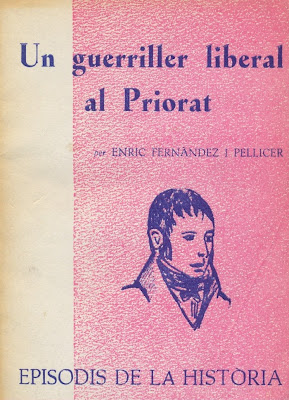 Un guerriller liberal
al Priorat
per ENRIC FERNÀNDEZ I PELLICER
EPISODIS DE LA HISTÒRIA